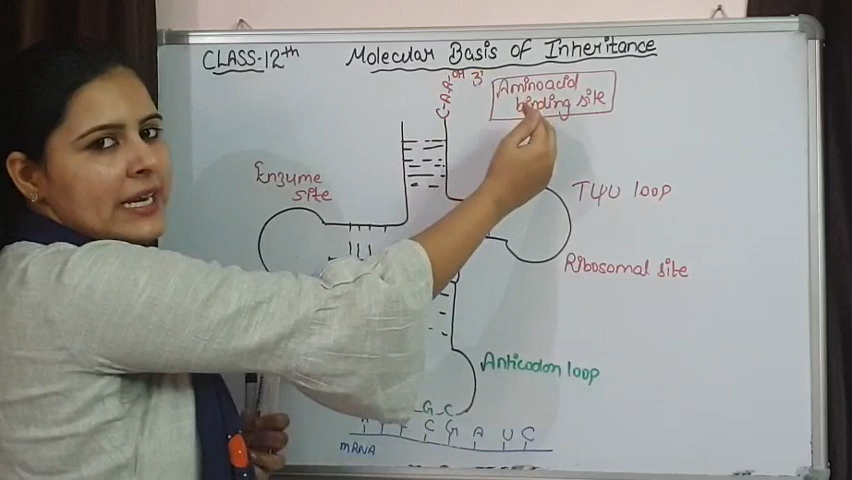 CLASS-12th
Molecular Basis of Inheritance
C-A-A-OH 3'
Aminoacid
binding site
Enzume
site
TΨU loop
Ribosomal site
Anticodon loop
G C
C G A U C
mRNA